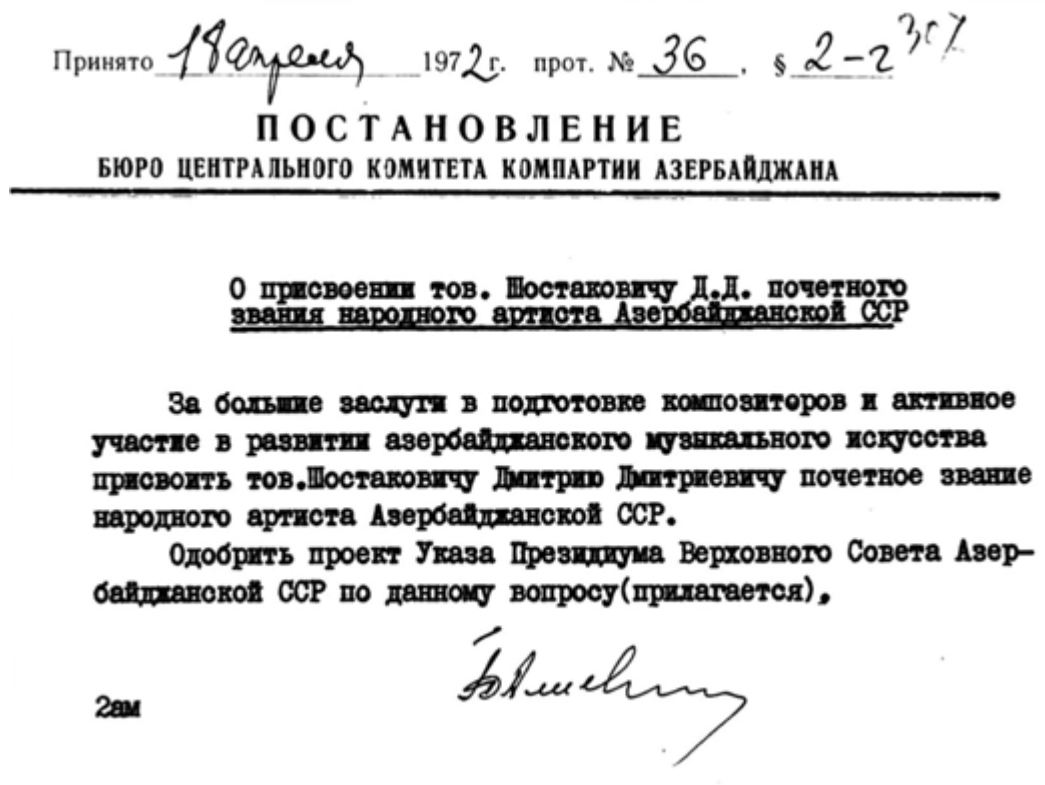 Принято 18 апреля 1972 г. прот. № 36, § 2-г
ПОСТАНОВЛЕНИЕ
БЮРО ЦЕНТРАЛЬНОГО КОМИТЕТА КОМПАРТИИ АЗЕРБАЙДЖАНА
О присвоении тов. Шостаковичу Д.Д. почетного
звания народного артиста Азербайджанской ССР
За большие заслуги в подготовке композиторов и активное
участие в развитии азербайджанского музыкального искусства
присвоить тов.Шостаковичу Дмитрию Дмитриевичу почетное звание
народного артиста Азербайджанской ССР.
Одобрить проект Указа Президиума Верховного Совета Азер-
байджанской ССР по данному вопросу(прилагается).
2ам